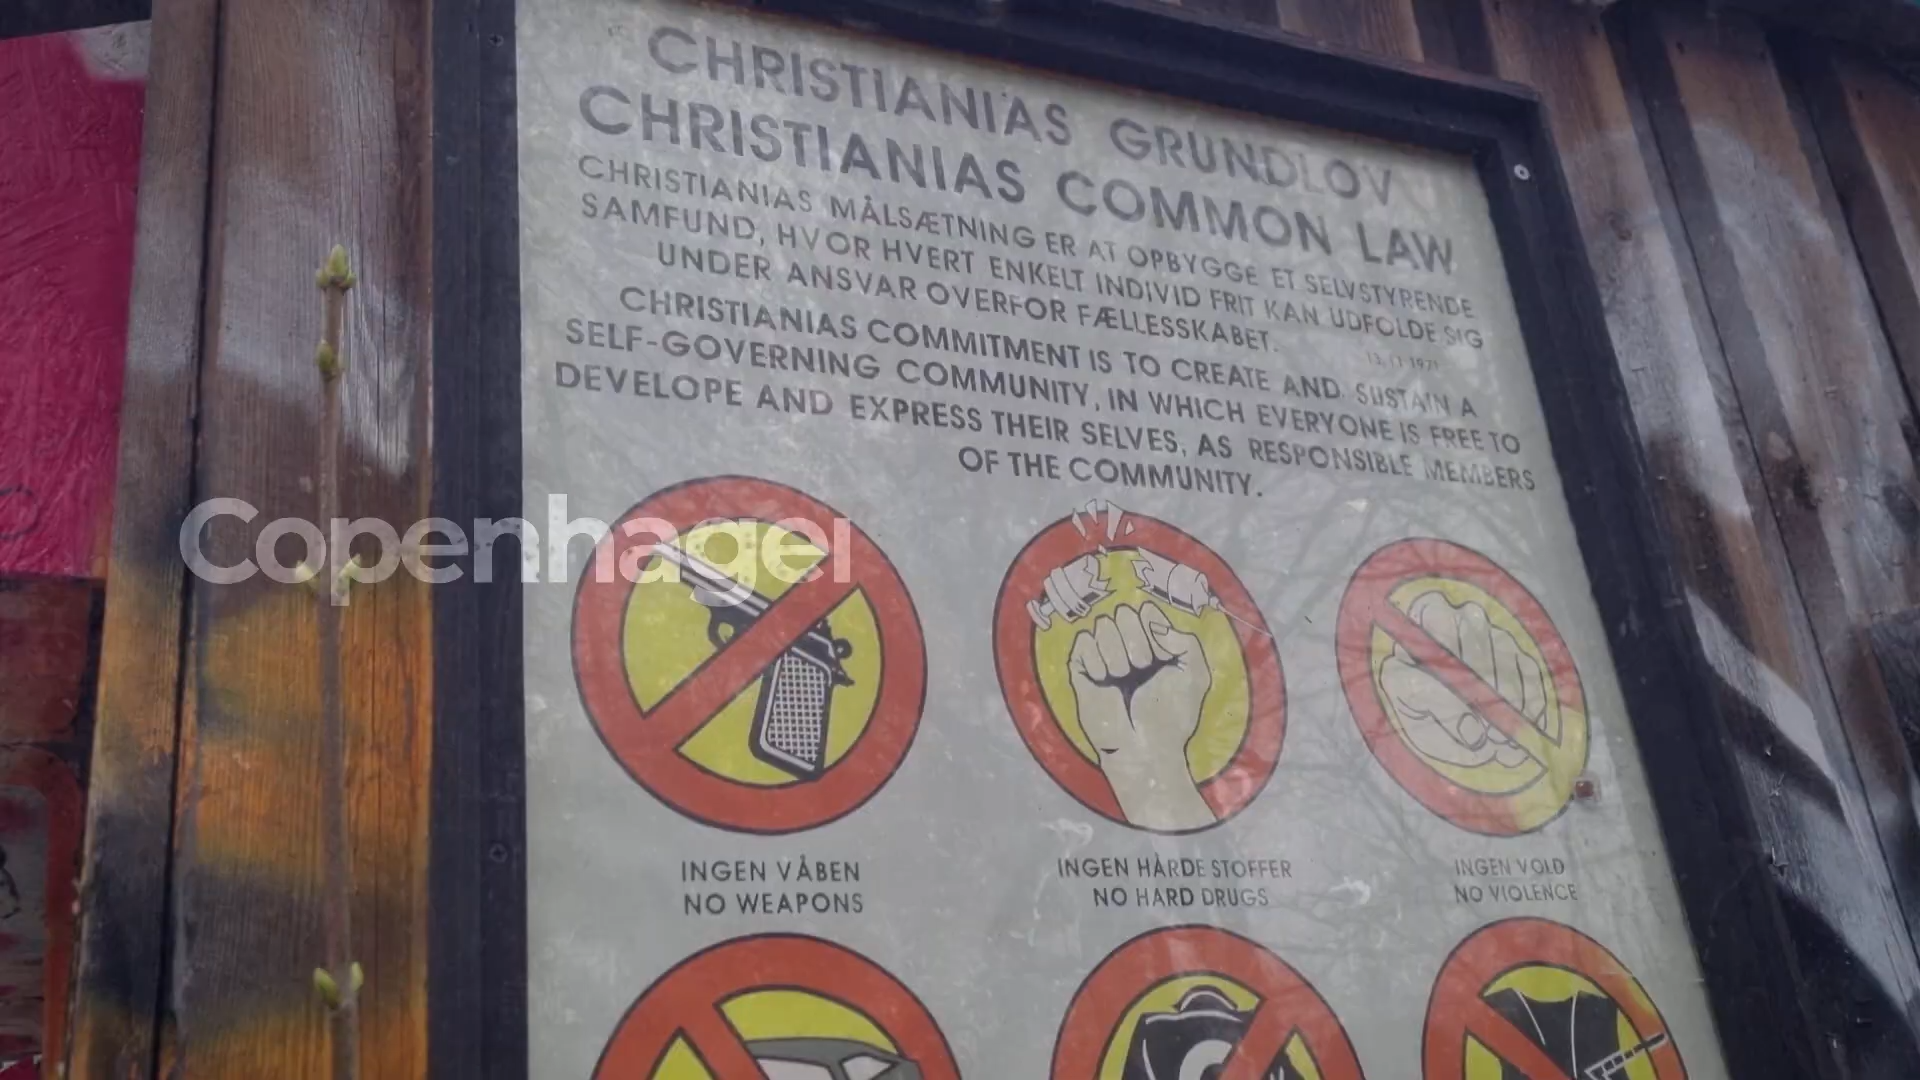 CHRISTIANIAS GRUNDLOV
CHRISTIANIAS COMMON LAW
CHRISTIANIAS MÅLSÆTNING ER AT OPBYGGE ET SELVSTYRENDE
SAMFUND, HVOR HVERT ENKELT INDIVID FRIT KAN UDFOLDE SIG
UNDER ANSVAR OVERFOR FÆLLESSKABET.
13.11.1971
CHRISTIANIAS COMMITMENT IS TO CREATE AND SUSTAIN A
SELF-GOVERNING COMMUNITY, IN WHICH EVERYONE IS FREE TO
DEVELOPE AND EXPRESS THEIR SELVES, AS RESPONSIBLE MEMBERS
OF THE COMMUNITY.
Copenhagen
INGEN VÅBEN
NO WEAPONS
INGEN HÅRDE STOFFER
NO HARD DRUGS
INGEN VOLD
NO VIOLENCE